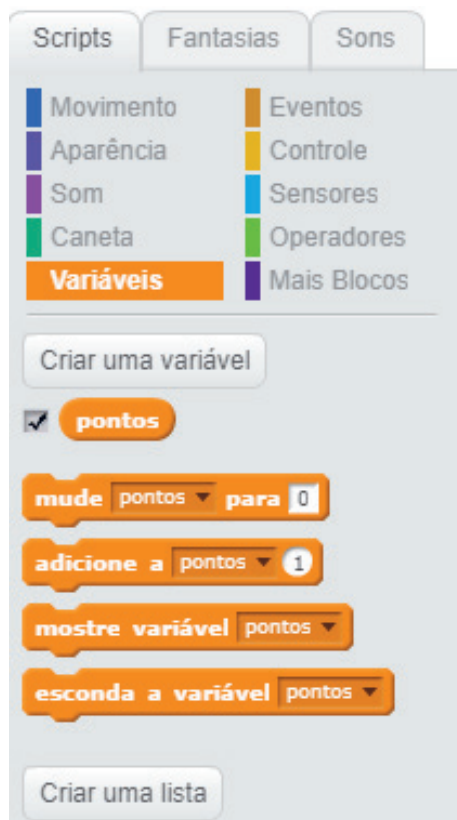 Scripts Fantasias Sons
Movimento Eventos
Aparência Controle
Som Sensores
Caneta Operadores
Variáveis Mais Blocos
Criar uma variável
pontos
mude pontos para 0
adicione a pontos 1
mostre variável pontos
esconda a variável pontos
Criar uma lista